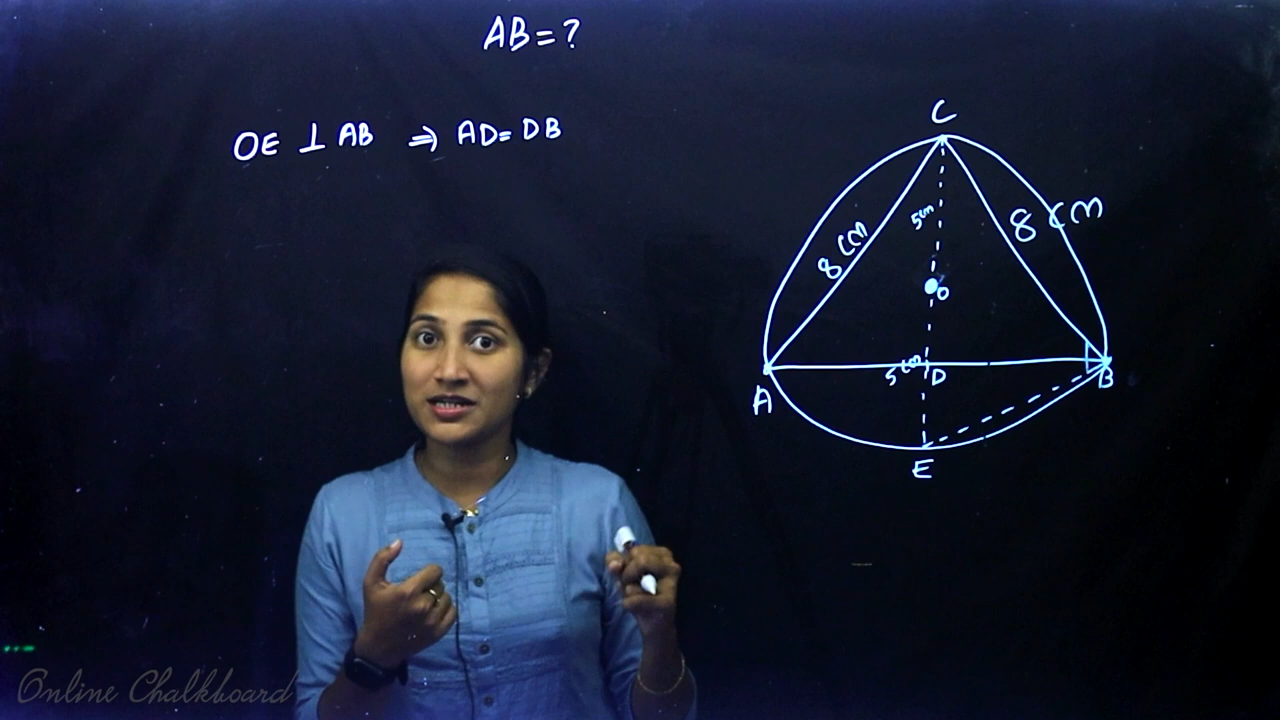 AB = ?
OE ⊥ AB ⇒ AD = DB
C
5cm
8 cm
8 cm
O
5cm
D
A
B
E
Online Chalkboard